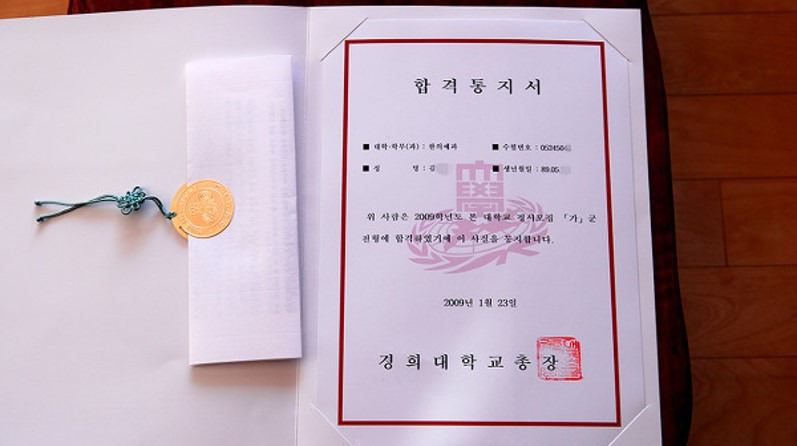 합격통지서
■ 대학·학부(과) : 한의예과 ■ 수험번호 : 0524504
■ 성 명 : 김 ■ 생년월일 : 89.05
위 사람은 2009학년도 본 대학교 정시모집 「가」군
전형에 합격하였기에 이 사실을 통지합니다.
2009년 1월 23일
경희대학교총장